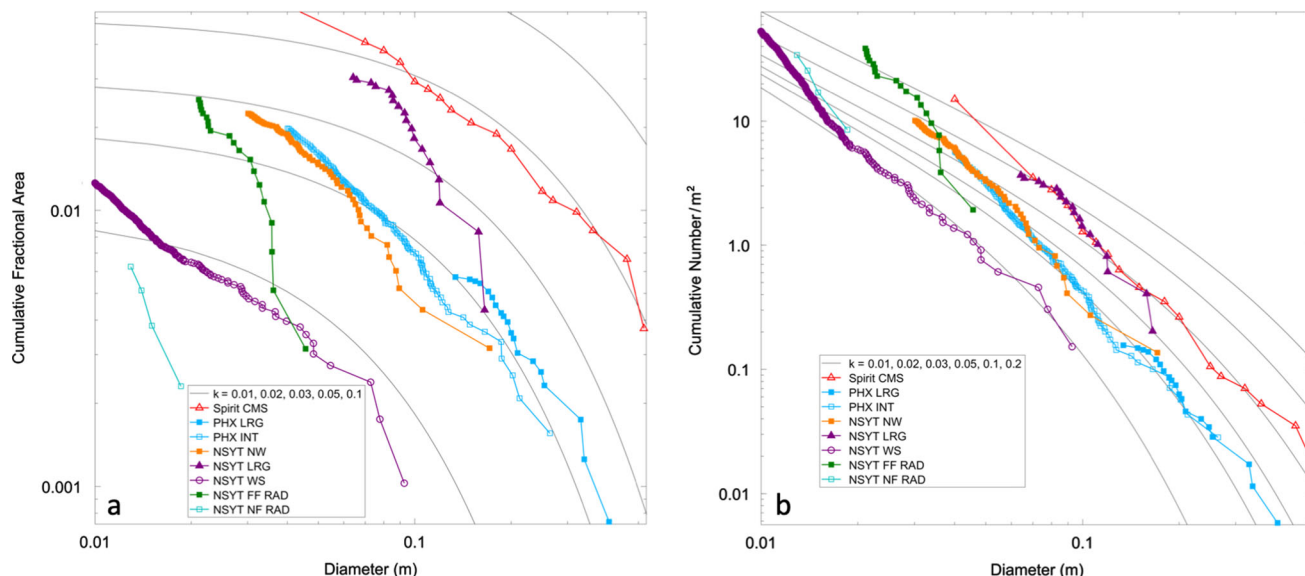 Cumulative Fractional Area
0.01
0.001
a
k = 0.01, 0.02, 0.03, 0.05, 0.1
Spirit CMS
PHX LRG
PHX INT
NSYT NW
NSYT LRG
NSYT WS
NSYT FF RAD
NSYT NF RAD
0.01
0.1
Diameter (m)
Cumulative Number/m²
10
1.0
0.1
0.01
b
k = 0.01, 0.02, 0.03, 0.05, 0.1, 0.2
Spirit CMS
PHX LRG
PHX INT
NSYT NW
NSYT LRG
NSYT WS
NSYT FF RAD
NSYT NF RAD
0.01
0.1
Diameter (m)